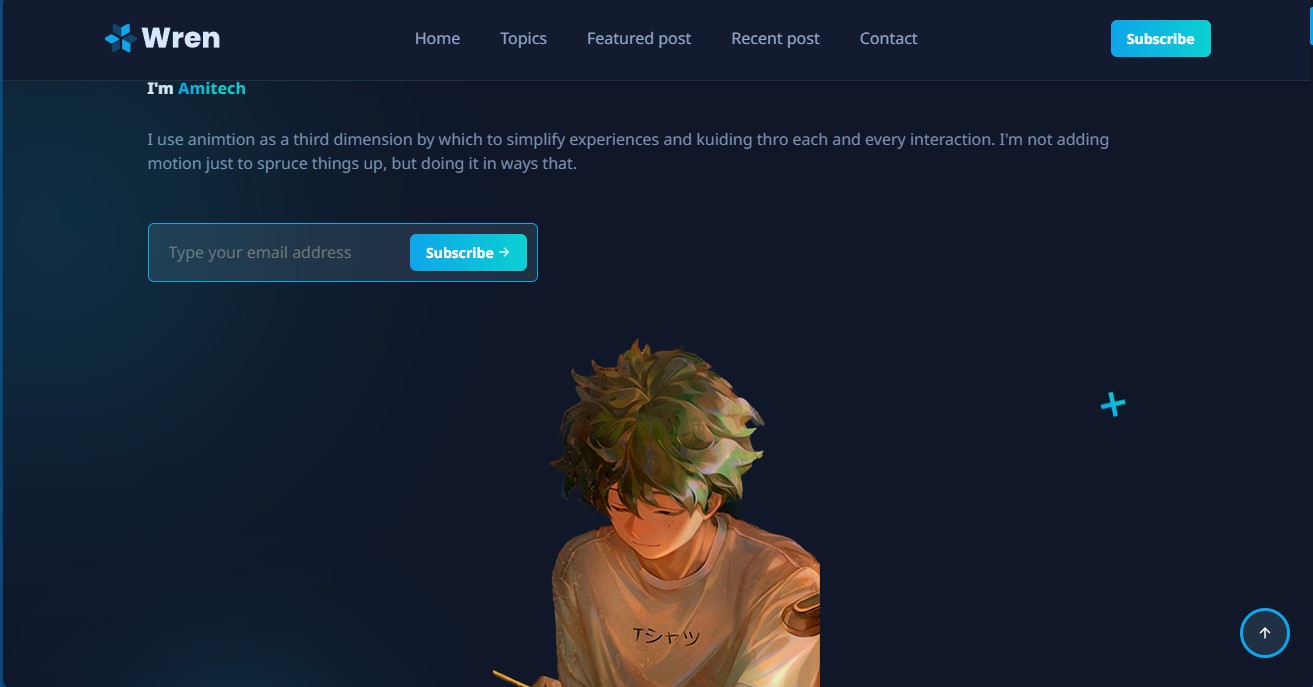 Wren
Home
Topics
Featured post
Recent post
Contact
Subscribe
I'm Amitech
I use animtion as a third dimension by which to simplify experiences and kuiding thro each and every interaction. I'm not adding
motion just to spruce things up, but doing it in ways that.
Type your email address
Subscribe
Tシャツ